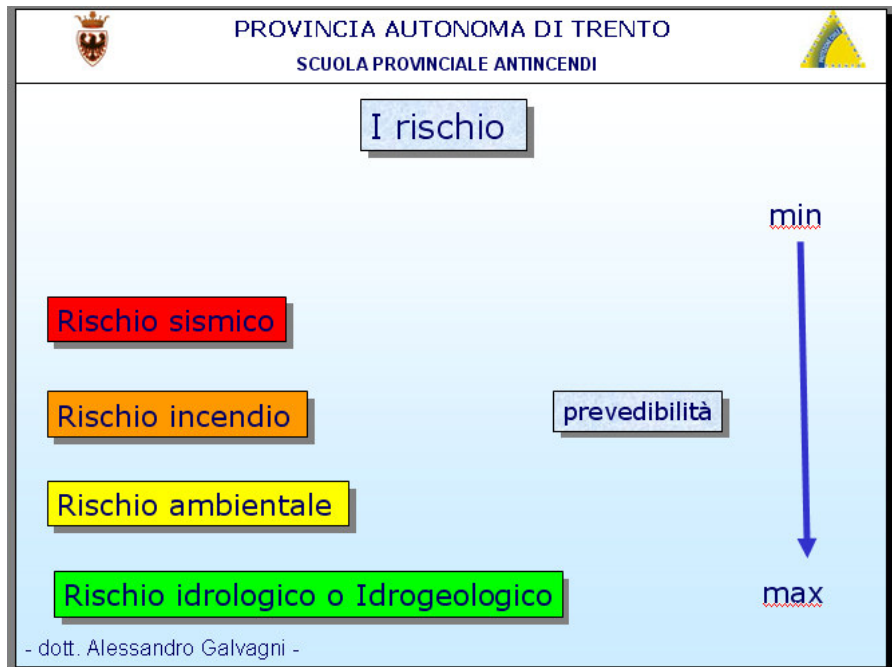 PROVINCIA AUTONOMA DI TRENTO
SCUOLA PROVINCIALE ANTINCENDI
I rischio
min
Rischio sismico
Rischio incendio
prevedibilità
Rischio ambientale
Rischio idrologico o Idrogeologico
max
- dott. Alessandro Galvagni -